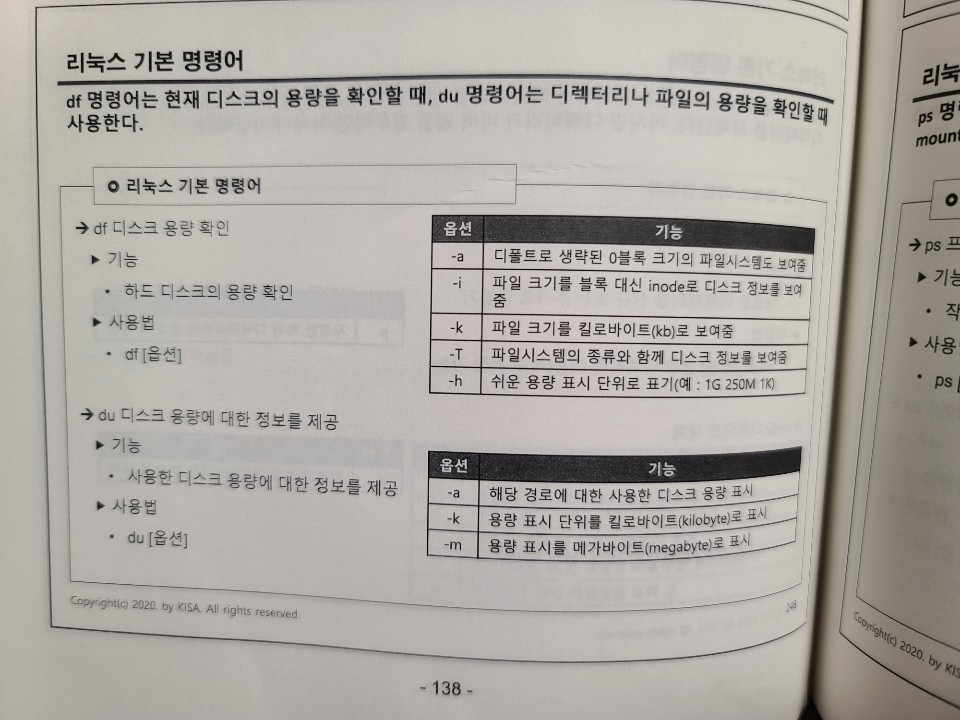 리눅스 기본 명령어
df 명령어는 현재 디스크의 용량을 확인할 때, du 명령어는 디렉터리나 파일의 용량을 확인할 때
사용한다.
리눅스 기본 명령어
→ df 디스크 용량 확인
▶ 기능
• 하드 디스크의 용량 확인
▶ 사용법
• df [옵션]
옵션 기능
-a 디폴트로 생략된 0블록 크기의 파일시스템도 보여줌
-i 파일 크기를 블록 대신 inode로 디스크 정보를 보여
줌
-k 파일 크기를 킬로바이트(kb)로 보여줌
-T 파일시스템의 종류와 함께 디스크 정보를 보여줌
-h 쉬운 용량 표시 단위로 표기(예 : 1G 250M 1K)
→ du 디스크 용량에 대한 정보를 제공
▶ 기능
• 사용한 디스크 용량에 대한 정보를 제공
▶ 사용법
• du [옵션]
옵션 기능
-a 해당 경로에 대한 사용한 디스크 용량 표시
-k 용량 표시 단위를 킬로바이트(kilobyte)로 표시
-m 용량 표시를 메가바이트(megabyte)로 표시
Copyright(c) 2020. by KISA. All rights reserved.
- 138 -
리눅
ps 명령
mount
→ ps 프
▶ 기능
• 작
▶ 사용
• ps [
Copyright(c) 2020. by KIS